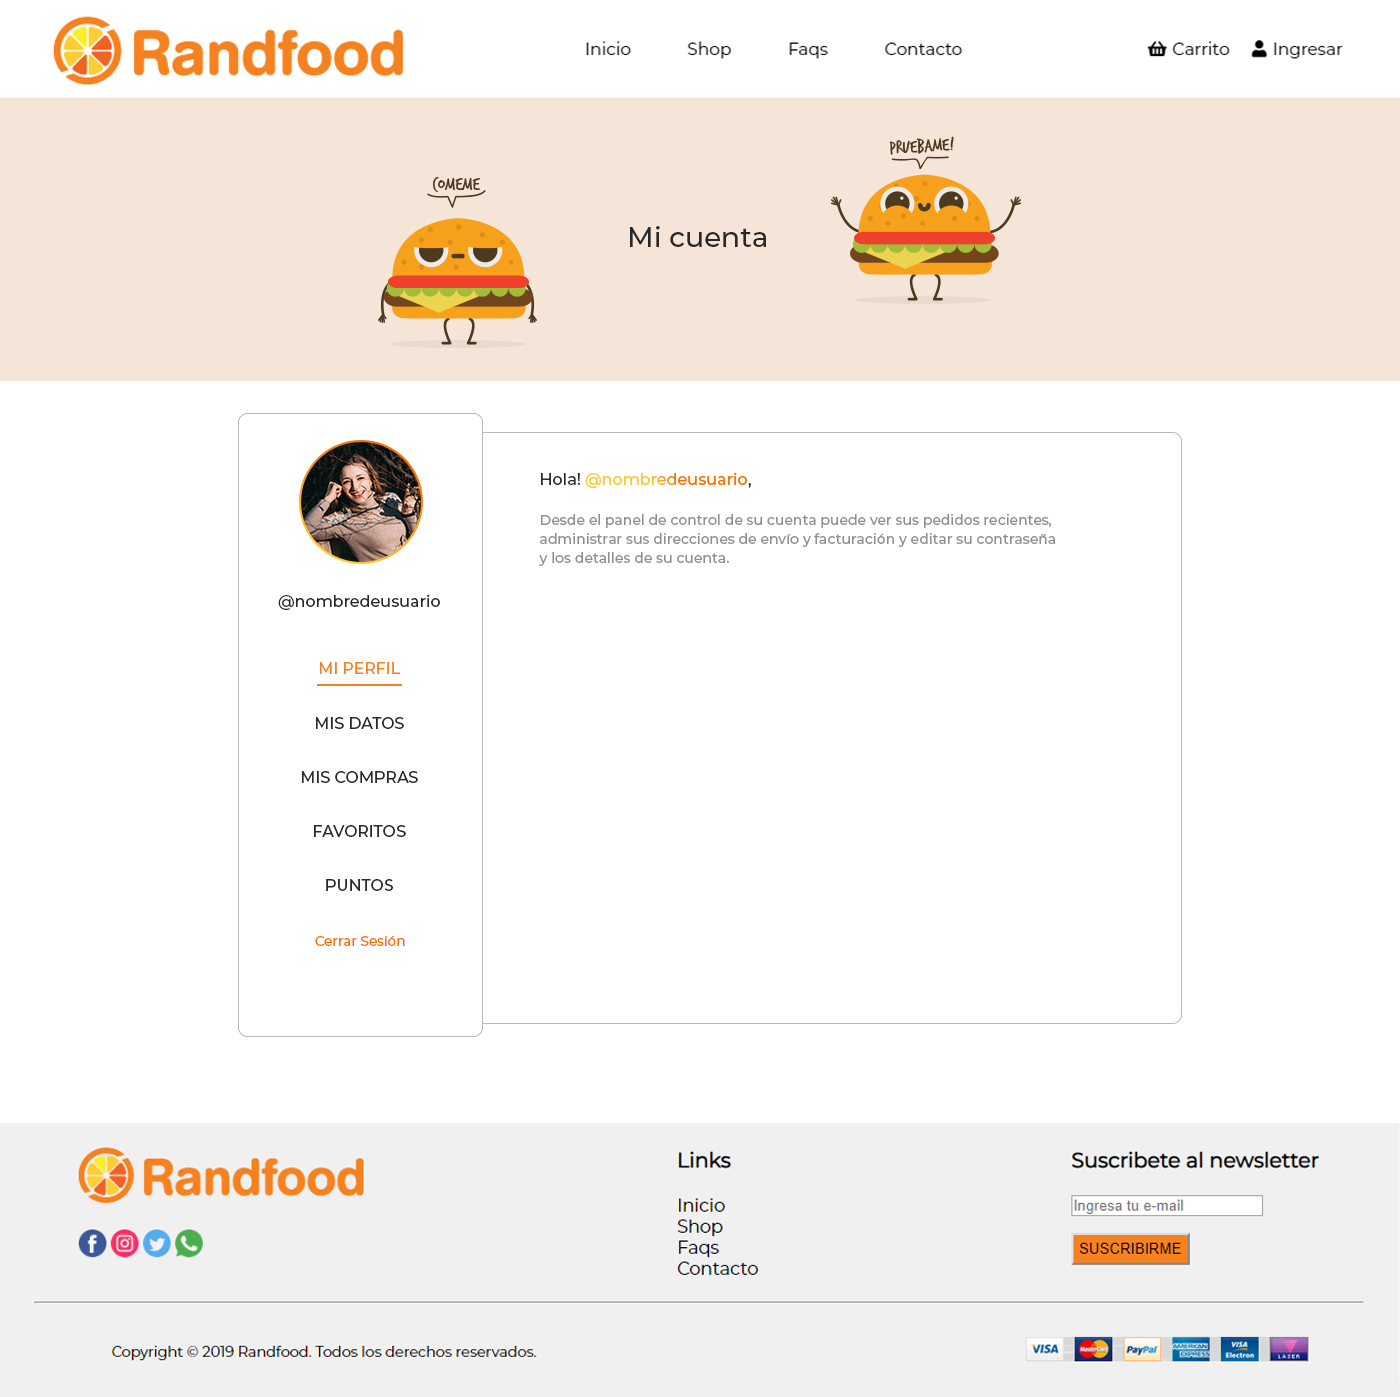 Randfood
Inicio Shop Faqs Contacto
Carrito Ingresar
COMEME
PRUEBAME!
Mi cuenta
@nombredeusuario
MI PERFIL
MIS DATOS
MIS COMPRAS
FAVORITOS
PUNTOS
Cerrar Sesión
Hola! @nombredeusuario,
Desde el panel de control de su cuenta puede ver sus pedidos recientes,
administrar sus direcciones de envío y facturación y editar su contraseña
y los detalles de su cuenta.
Randfood
Links
Inicio
Shop
Faqs
Contacto
Suscribete al newsletter
Ingresa tu e-mail
SUSCRIBIRME
Copyright © 2019 Randfood. Todos los derechos reservados.
VISA
MasterCard
PayPal
AMERICAN EXPRESS
VISA Electron
LASER